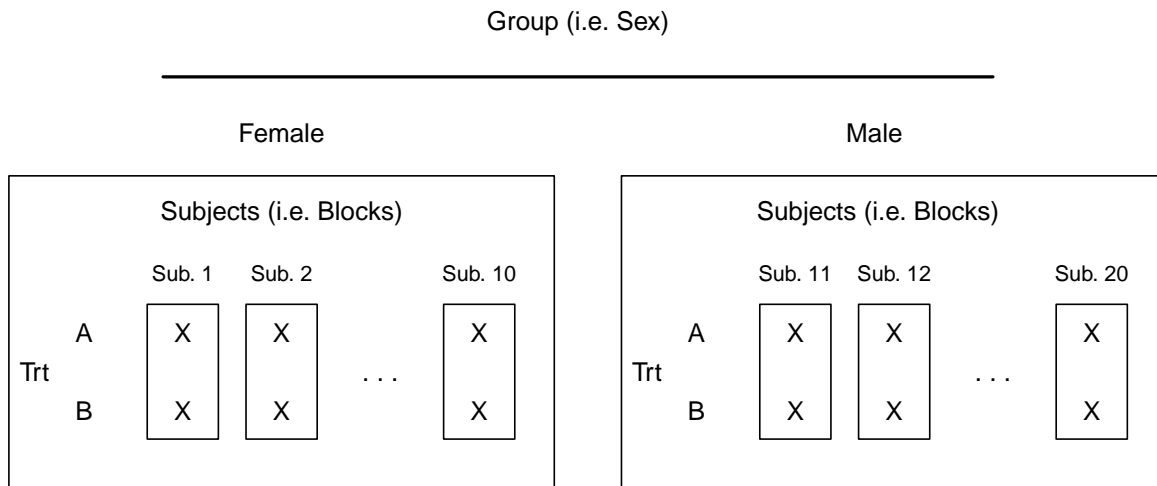 Group (i.e. Sex)
Female
Male
Subjects (i.e. Blocks)
Sub. 1 Sub. 2 Sub. 10
A X X X
Trt . . .
B X X X
Subjects (i.e. Blocks)
Sub. 11 Sub. 12 Sub. 20
A X X X
Trt . . .
B X X X